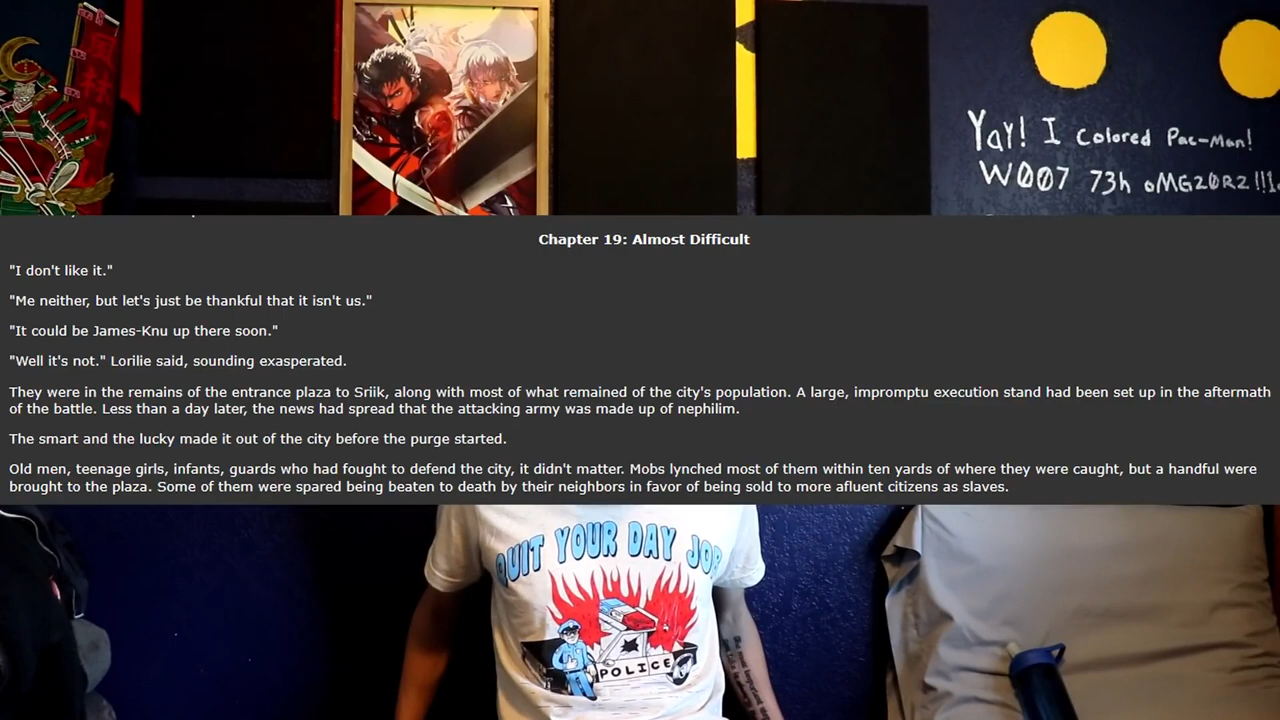 Yay! I Colored Pac-Man!
W007 73h oMG20R2!!!1
Chapter 19: Almost Difficult
"I don't like it."
"Me neither, but let's just be thankful that it isn't us."
"It could be James-Knu up there soon."
"Well it's not." Lorilie said, sounding exasperated.
They were in the remains of the entrance plaza to Sriik, along with most of what remained of the city's population. A large, impromptu execution stand had been set up in the aftermath
of the battle. Less than a day later, the news had spread that the attacking army was made up of nephilim.
The smart and the lucky made it out of the city before the purge started.
Old men, teenage girls, infants, guards who had fought to defend the city, it didn't matter. Mobs lynched most of them within ten yards of where they were caught, but a handful were
brought to the plaza. Some of them were spared being beaten to death by their neighbors in favor of being sold to more afluent citizens as slaves.
QUIT YOUR DAY JOB
POLICE